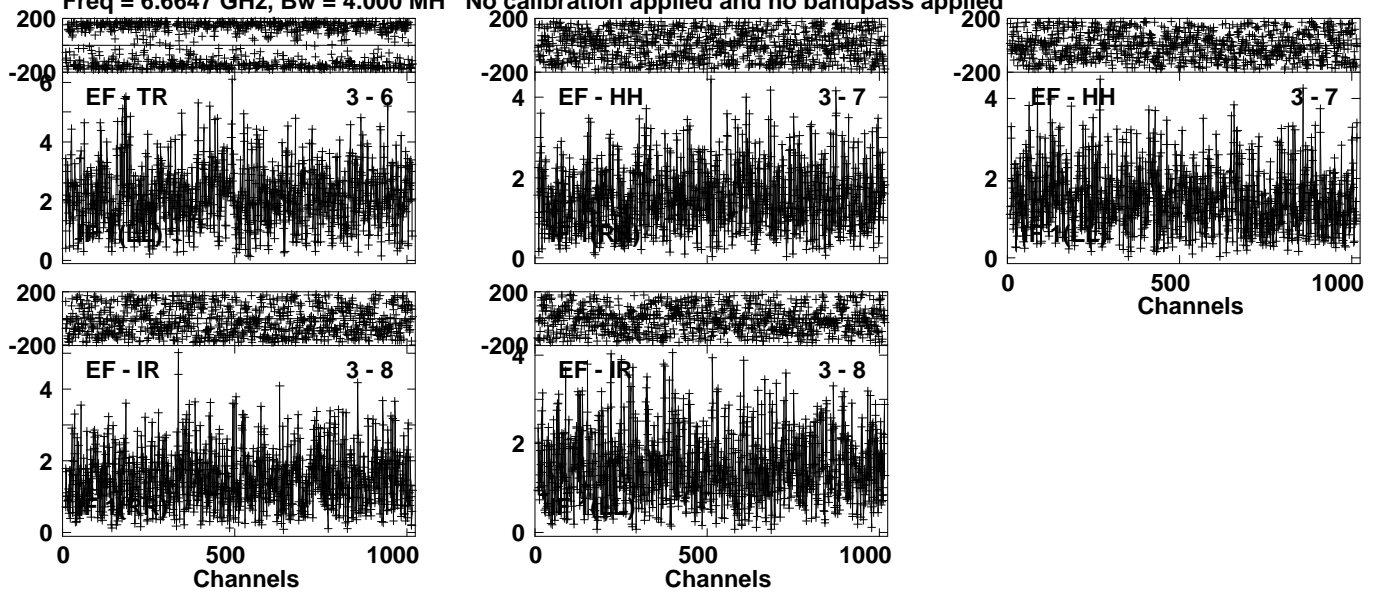 Freq = 6.6647 GHz, Bw = 4.000 MH No calibration applied and no bandpass applied
200
-200
6
4
2
0
EF - TR
3 - 6
200
-200
4
2
0
EF - HH
3 - 7
200
-200
4
2
0
EF - HH
3 - 7
IF 1(LL)
0
500
1000
Channels
200
-200
4
2
0
EF - IR
3 - 8
0
500
1000
Channels
200
-200
4
2
0
EF - IR
3 - 8
0
500
1000
Channels